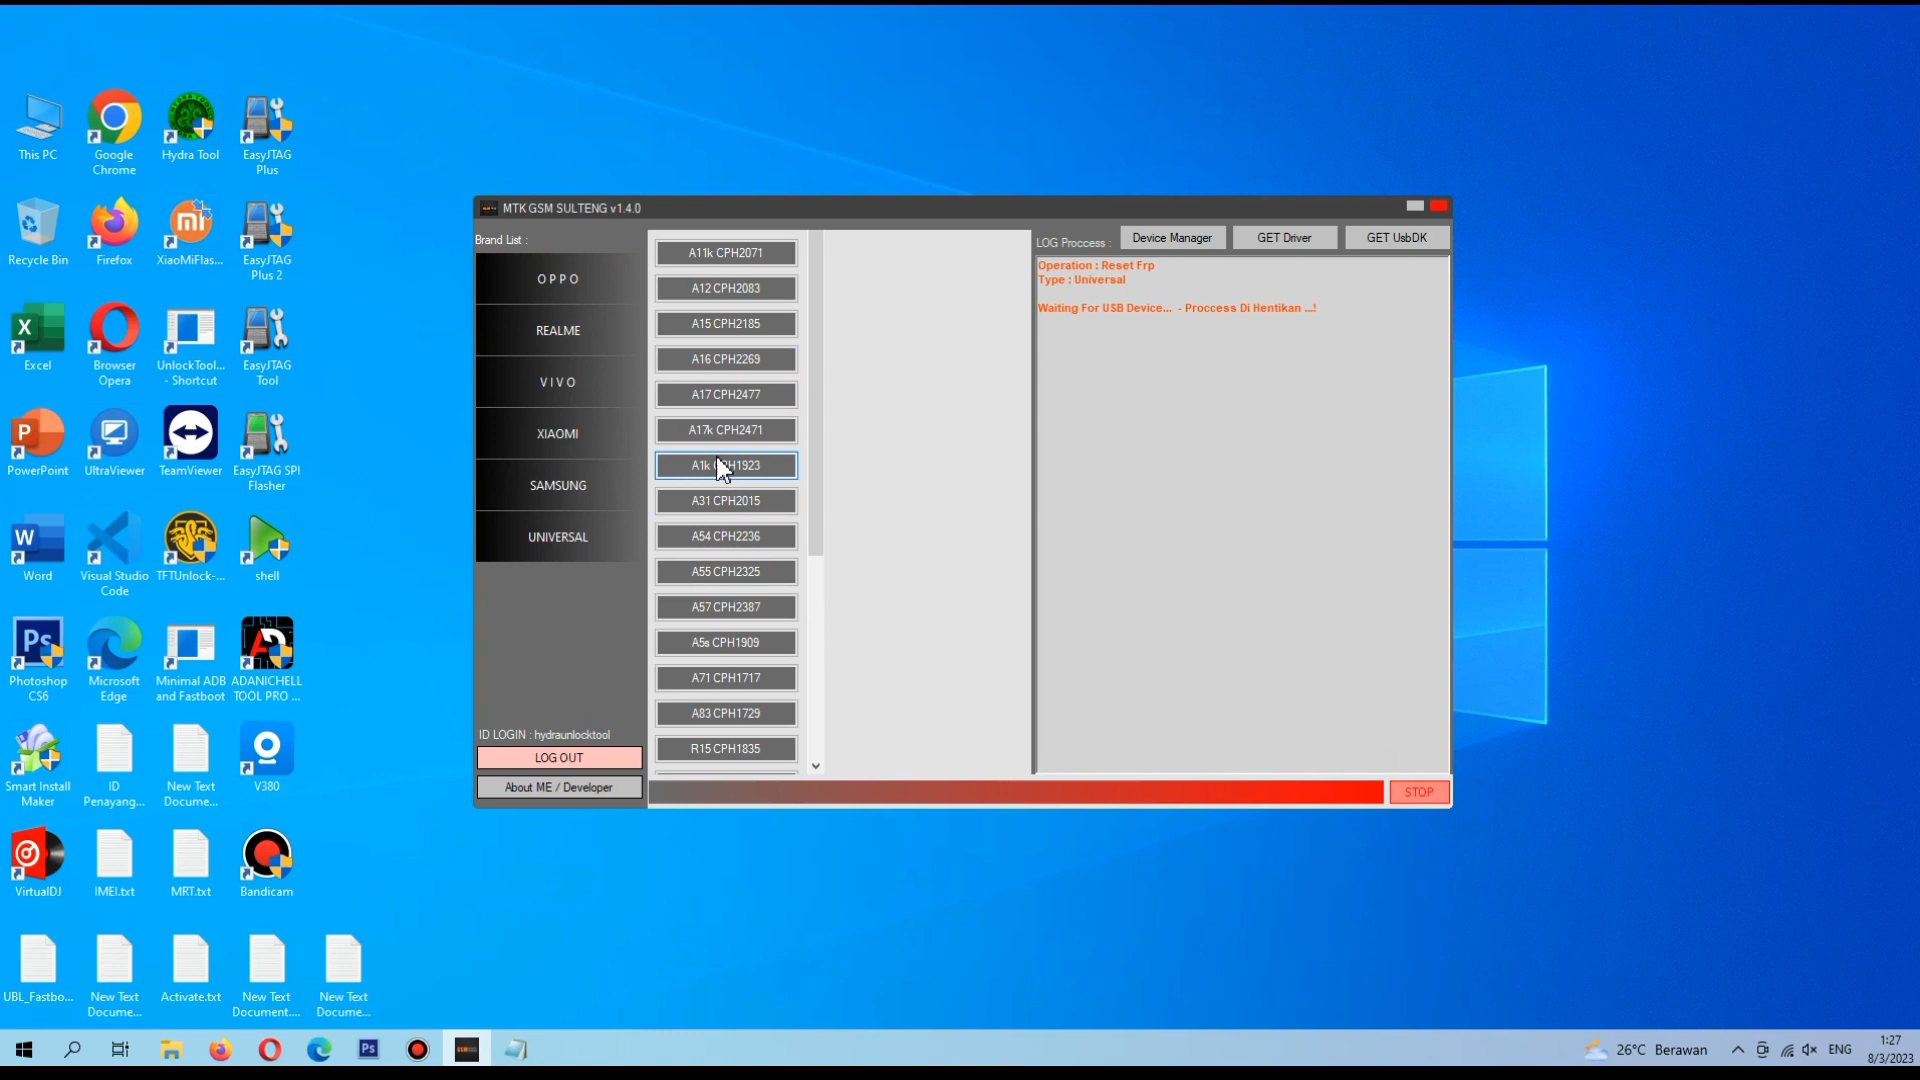 This PC
Google
Chrome
Hydra Tool
EasyJTAG
Plus
Recycle Bin
Firefox
XiaoMiFlas...
EasyJTAG
Plus 2
Excel
Browser
Opera
UnlockTool...
- Shortcut
EasyJTAG
Tool
PowerPoint
UltraViewer
TeamViewer
EasyJTAG SPI
Flasher
Word
Visual Studio
Code
TFTUnlock-...
shell
Photoshop
CS6
Microsoft
Edge
Minimal ADB
and Fastboot
ADANICHELL
TOOL PRO ...
Smart Install
Maker
ID
Penayang...
New Text
Docume...
V380
VirtualDJ
IMEI.txt
MRT.txt
Bandicam
UBL_Fastbo...
New Text
Docume...
Activate.txt
New Text
Document....
New Text
Docume...
MTK GSM SULTENG v1.4.0
Brand List :
OPPO
REALME
VIVO
XIAOMI
SAMSUNG
UNIVERSAL
ID LOGIN : hydraunlocktool
LOG OUT
About ME / Developer
A11k CPH2071
A12 CPH2083
A15 CPH2185
A16 CPH2269
A17 CPH2477
A17k CPH2471
A1k CPH1923
A31 CPH2015
A54 CPH2236
A55 CPH2325
A57 CPH2387
A5s CPH1909
A71 CPH1717
A83 CPH1729
R15 CPH1835
LOG Proccess :
Device Manager
GET Driver
GET UsbDK
Operation : Reset Frp
Type : Universal
Waiting For USB Device... - Proccess Di Hentikan ...!
STOP
26°C Berawan
ENG
1:27
8/3/2023